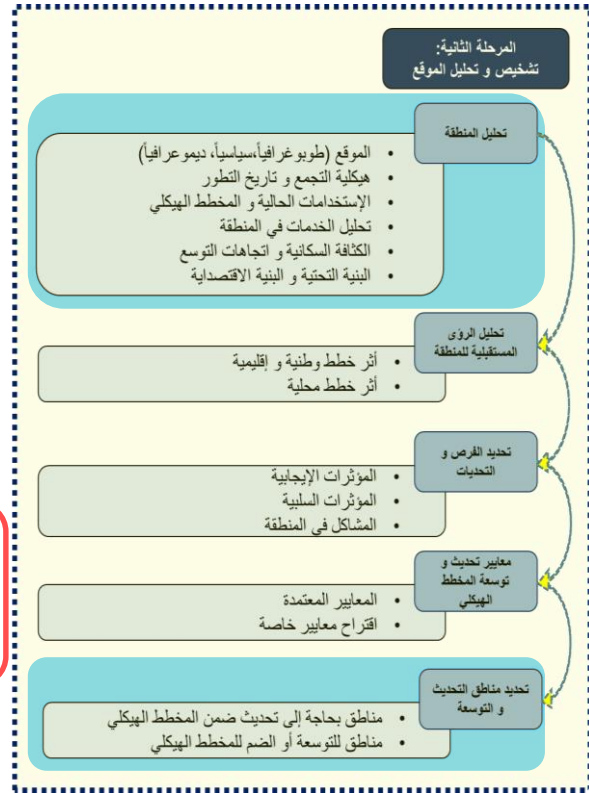 المرحلة الثانية:
تشخيص و تحليل الموقع
تحليل المنطقة
• الموقع (طوبوغرافياً،سياسياً، ديموعرافياً)
• هيكلية التجمع و تاريخ التطور
• الإستخدامات الحالية و المخطط الهيكلي
• تحليل الخدمات في المنطقة
• الكثافة السكانية و اتجاهات التوسع
• البنية التحتية و البنية الاقتصداية
تحليل الرؤى
المستقبلية للمنطقة
• أثر خطط وطنية و إقليمية
• أثر خطط محلية
تحديد الفرص و
التحديات
• المؤثرات الإيجابية
• المؤثرات السلبية
• المشاكل في المنطقة
معايير تحديث و
توسعة المخطط
الهيكلي
• المعايير المعتمدة
• اقتراح معايير خاصة
تحديد مناطق التحديث
و التوسعة
• مناطق بحاجة إلى تحديث ضمن المخطط الهيكلي
• مناطق للتوسعة أو الضم للمخطط الهيكلي